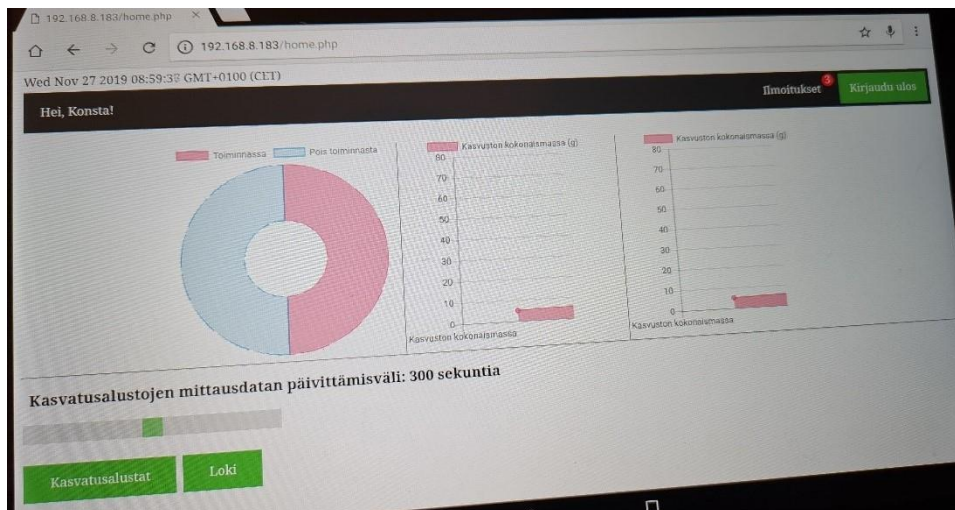 192.168.8.183/home.php
192.168.8.183/home.php
Wed Nov 27 2019 08:59:38 GMT+0100 (CET)
Hei, Konsta!
Ilmoitukset 3
Kirjaudu ulos
Toiminnassa Pois toiminnasta
Kasvuston kokonaismassa (g)
80
70
60
50
40
30
20
10
0
Kasvuston kokonaismassa
Kasvuston kokonaismassa (g)
80
70
60
50
40
30
20
10
0
Kasvuston kokonaismassa
Kasvatusalustojen mittausdatan päivittämisväli: 300 sekuntia
Kasvatusalustat
Loki